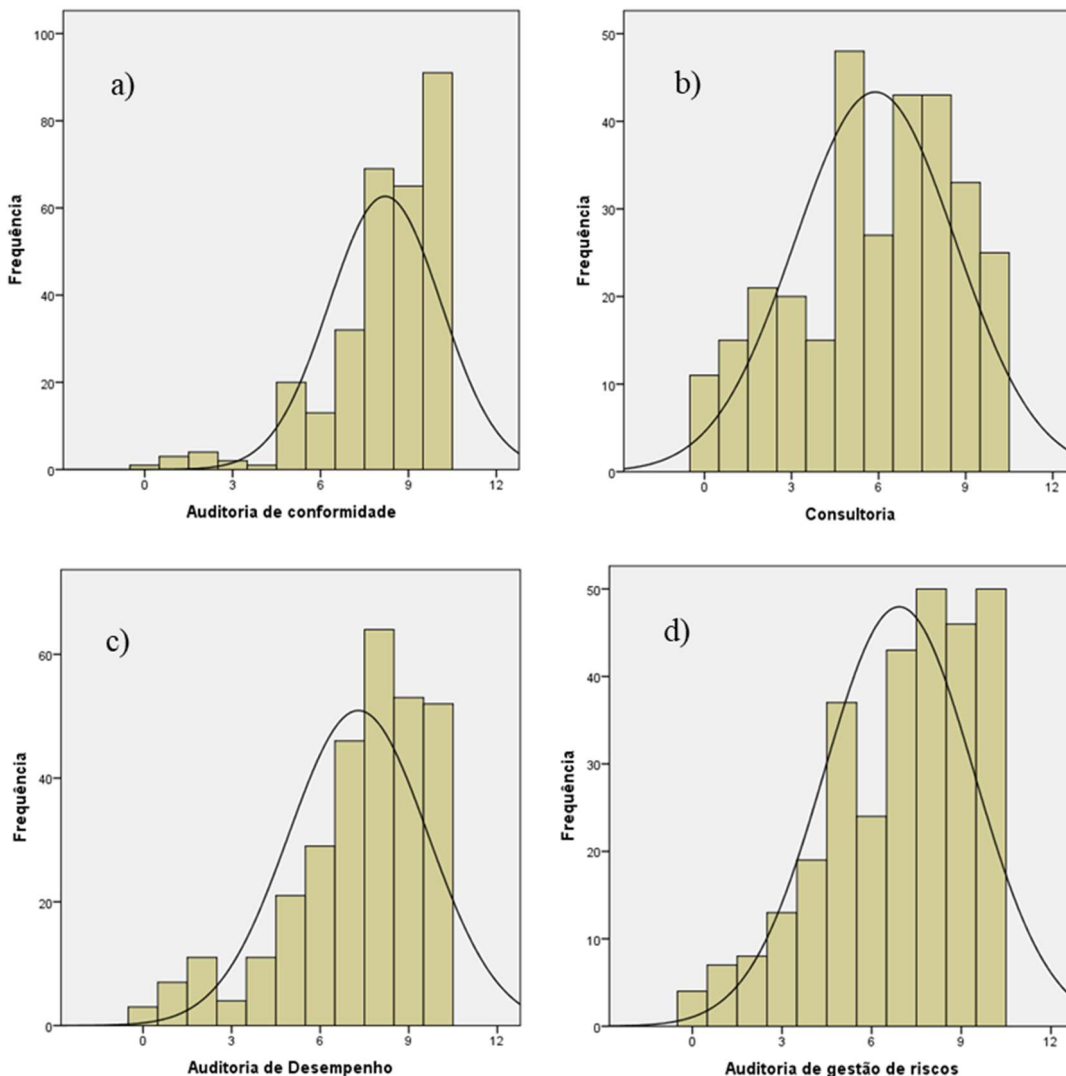 a)
Frequência
100
80
60
40
20
0
0 3 6 9 12
Auditoria de conformidade
b)
Frequência
50
40
30
20
10
0
0 3 6 9 12
Consultoria
c)
Frequência
60
40
20
0
0 3 6 9 12
Auditoria de Desempenho
d)
Frequência
50
40
30
20
10
0
0 3 6 9 12
Auditoria de gestão de riscos